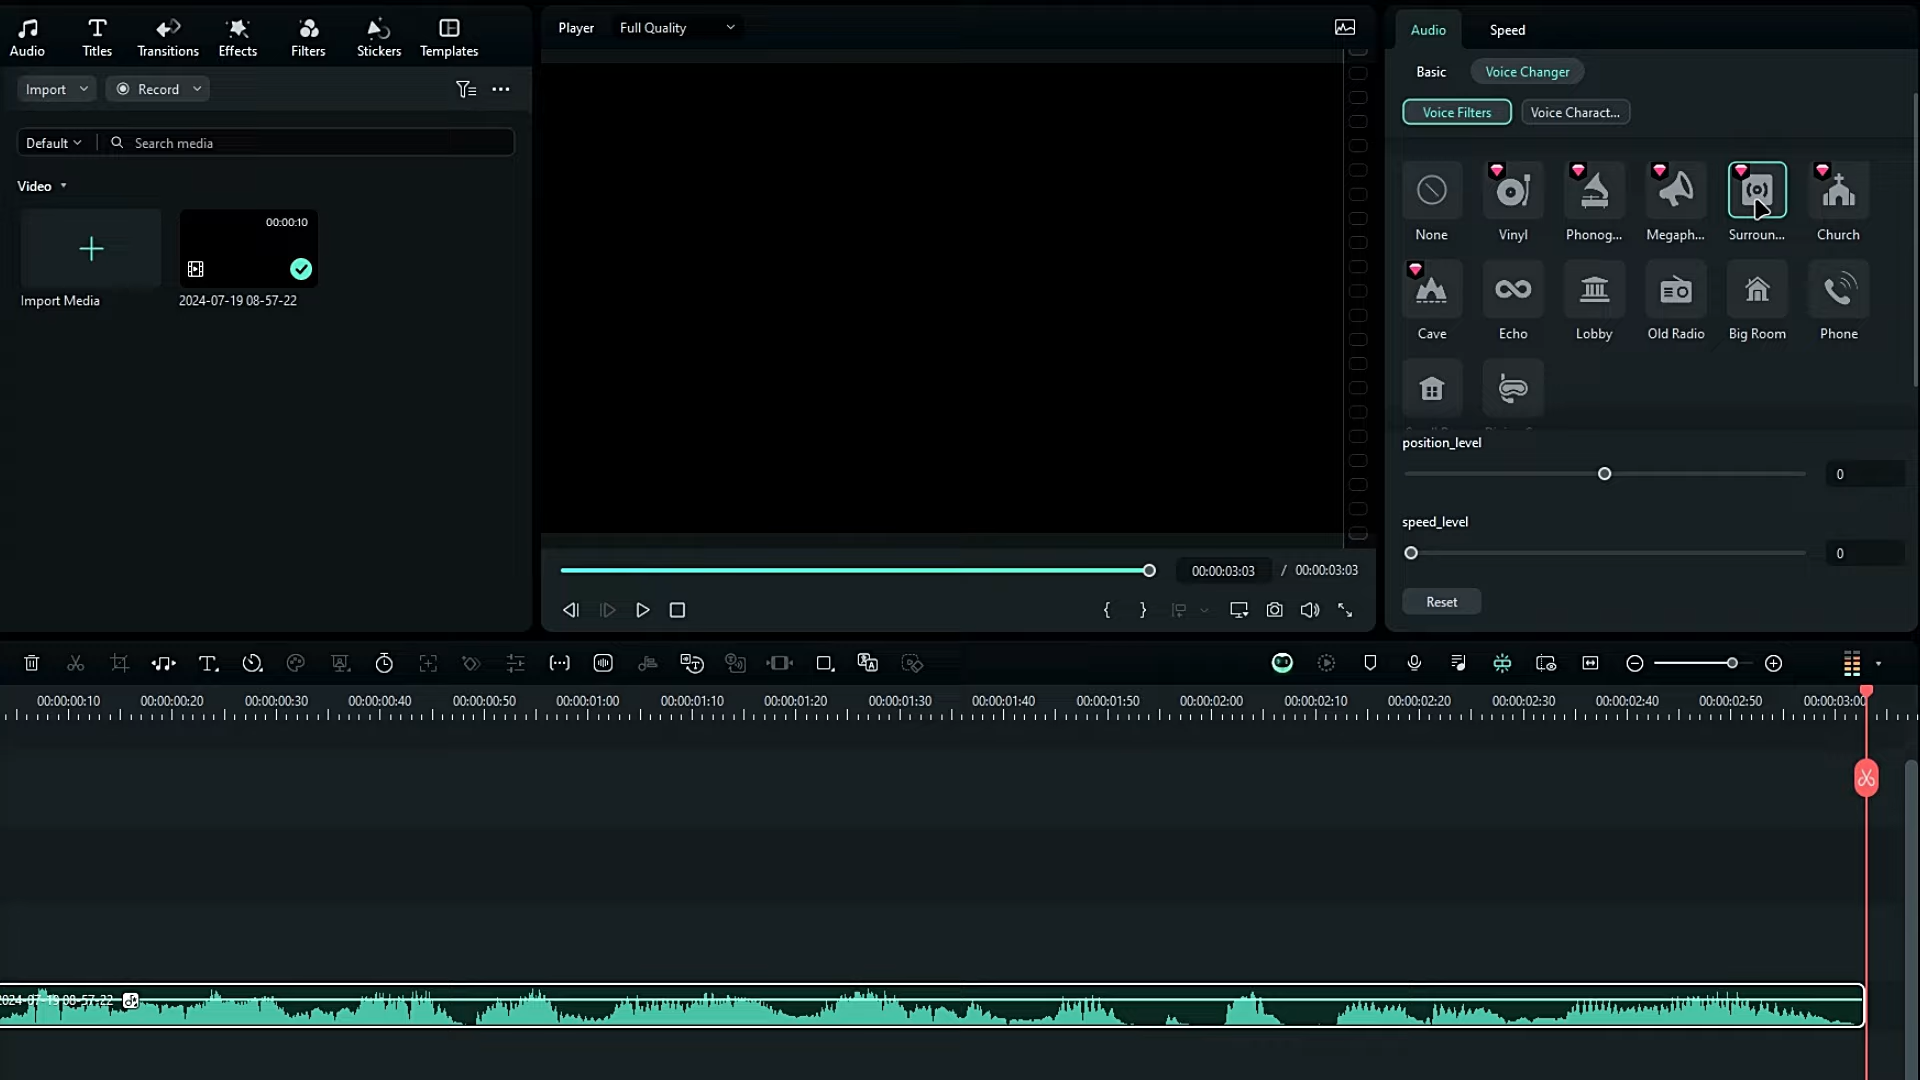 Audio
Titles
Transitions
Effects
Filters
Stickers
Templates
Import
Record
Default
Search media
Video
00:00:10
Import Media
2024-07-19 08-57-22
Player
Full Quality
00:00:03:03 / 00:00:03:03
Audio
Speed
Basic
Voice Changer
Voice Filters
Voice Charact...
None
Vinyl
Phonog...
Megaph...
Surroun...
Church
Cave
Echo
Lobby
Old Radio
Big Room
Phone
position_level
0
speed_level
0
Reset
00:00:00:10
00:00:00:20
00:00:00:30
00:00:00:40
00:00:00:50
00:00:01:00
00:00:01:10
00:00:01:20
00:00:01:30
00:00:01:40
00:00:01:50
00:00:02:00
00:00:02:10
00:00:02:20
00:00:02:30
00:00:02:40
00:00:02:50
00:00:03:00
2024-07-19 08-57-22